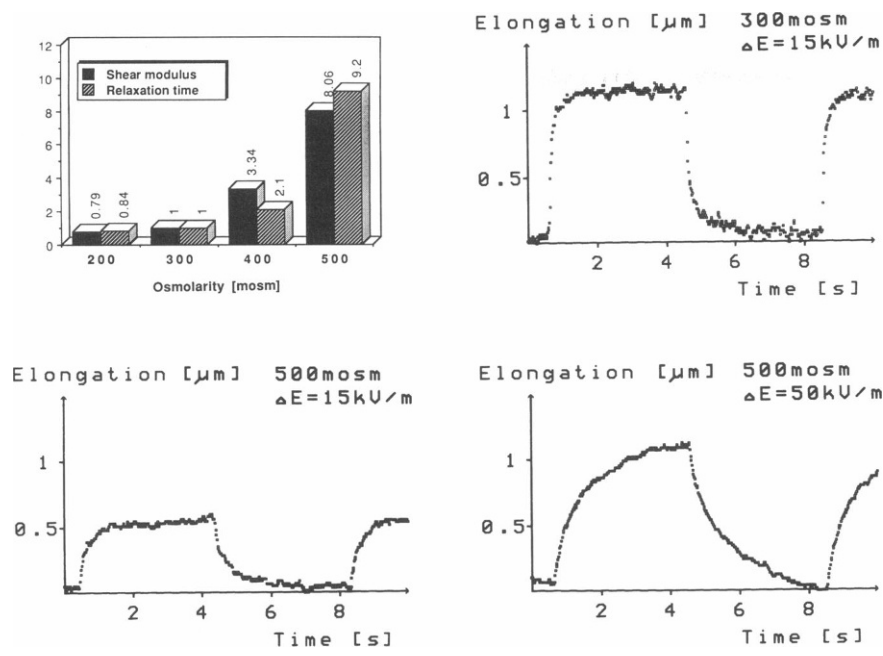 12
10
8
6
4
2
0
Shear modulus
Relaxation time
0.79
0.84
1
1
3.34
2.1
8.06
9.2
200 300 400 500
Osmolarity [mosm]
Elongation [μm] 300mosm
△E=15kV/m
1
0.5
2 4 6 8
Time [s]
Elongation [μm] 500mosm
△E=15kV/m
1
0.5
2 4 6 8
Time [s]
Elongation [μm] 500mosm
△E=50kV/m
1
0.5
2 4 6 8
Time [s]